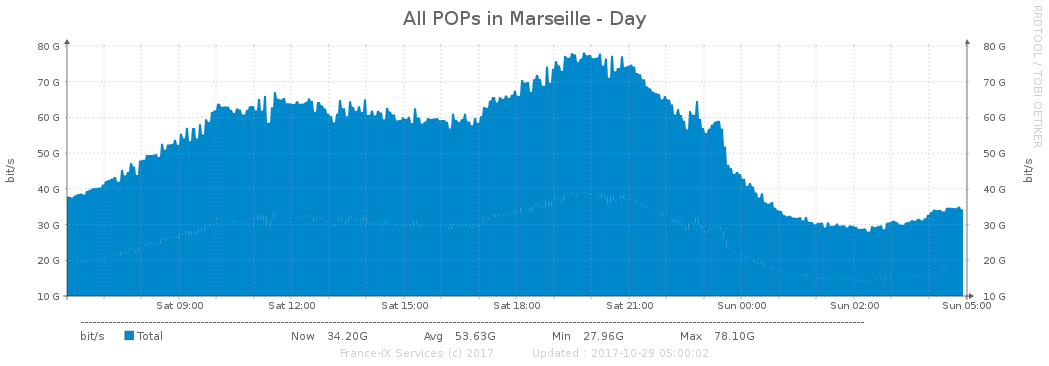 All POPs in Marseille - Day
RRDTOOL / TOBI OETIKER
80 G 80 G
70 G 70 G
60 G 60 G
50 G 50 G
40 G 40 G
30 G 30 G
20 G 20 G
10 G 10 G
bit/s
bit/s
Sat 09:00 Sat 12:00 Sat 15:00 Sat 18:00 Sat 21:00 Sun 00:00 Sun 02:00 Sun 05:00
bit/s Total Now 34.20G Avg 53.63G Min 27.96G Max 78.10G
France-IX Services (c) 2017 Updated : 2017-10-29 05:00:02